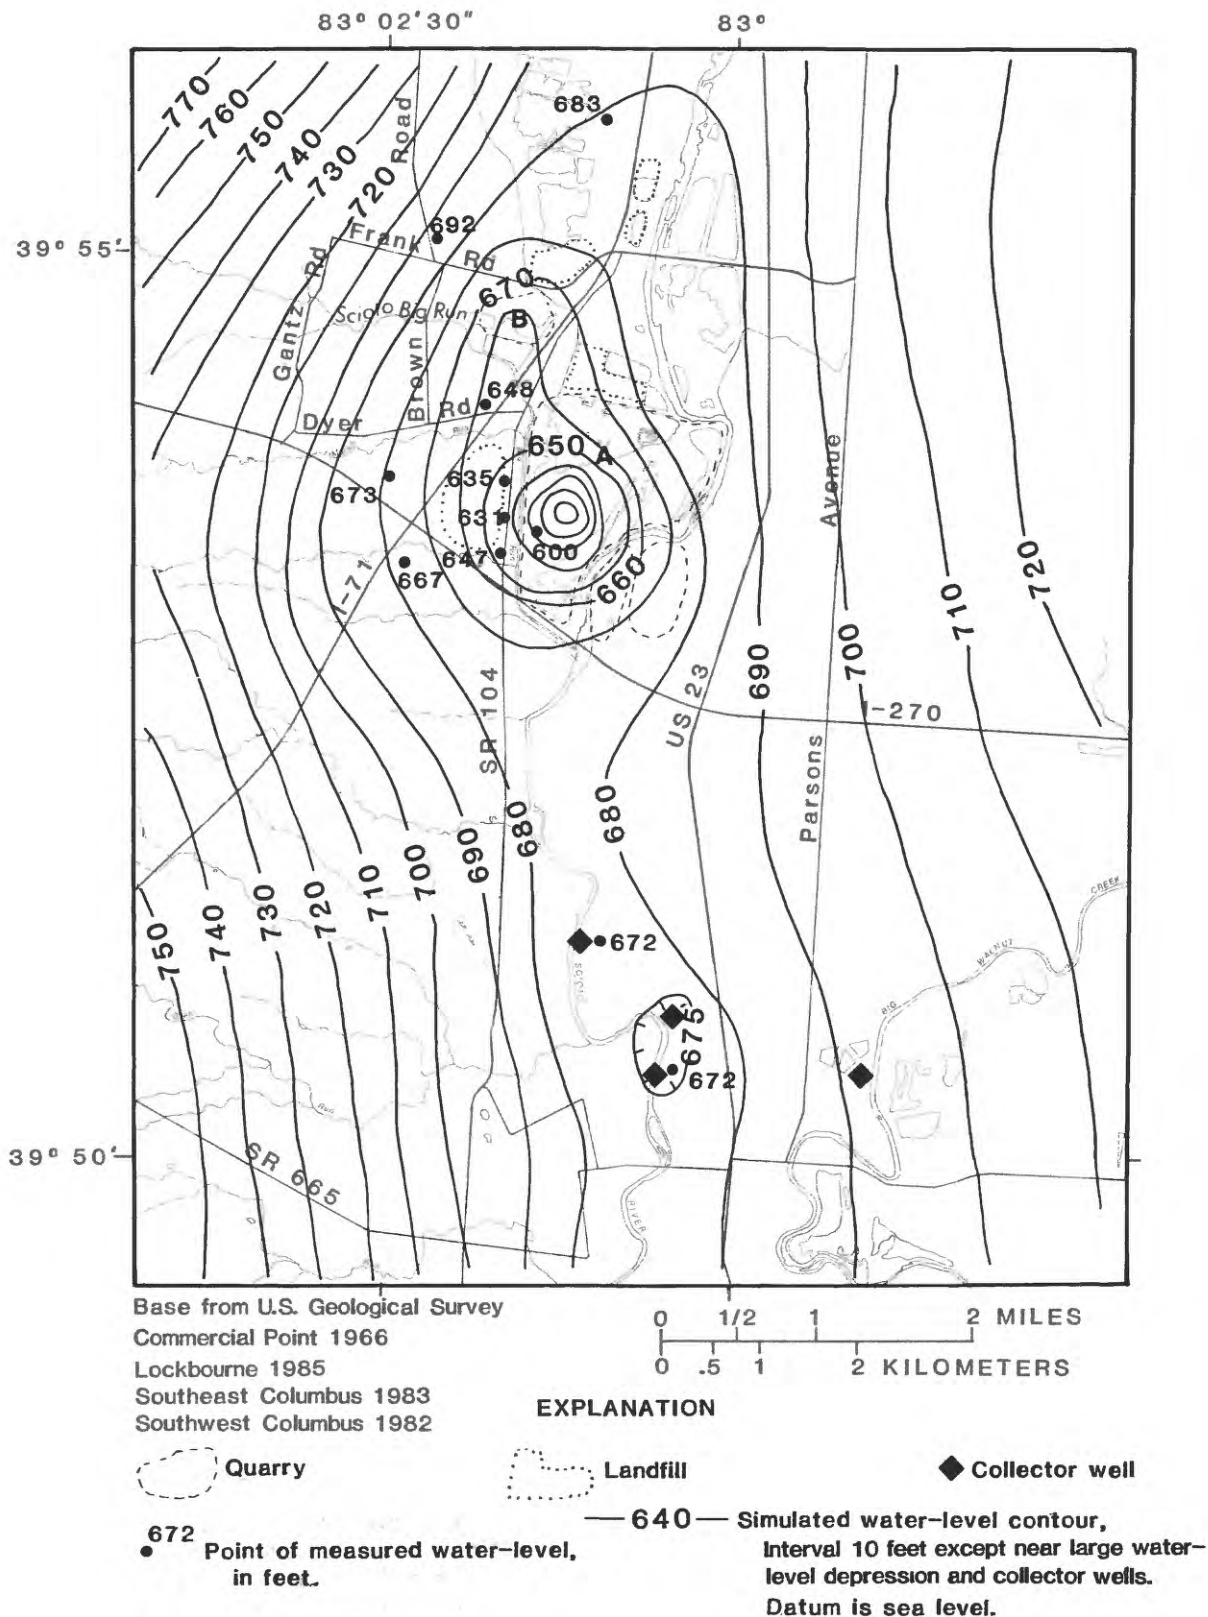 83° 02'30"
83°
39° 55'
39° 50'
770
760
750
740
730
720
Road
683
692
Frank
Rd
Gantz Rd
Scioto Big Run
670
B
Brown
648
Dyer
Rd
650
A
635
673
631
600
647
667
660
I-71
SR 104
US 23
690
700
710
720
Avenue
Parsons
I-270
680
680
690
700
710
720
730
740
750
672
SCIOTO
675
672
BIG
WALNUT
CREEK
RUN
RIVER
SR 665
Base from U.S. Geological Survey
Commercial Point 1966
Lockbourne 1985
Southeast Columbus 1983
Southwest Columbus 1982
0 1/2 1 2 MILES
0 .5 1 2 KILOMETERS
EXPLANATION
Quarry
Landfill
Collector well
672
Point of measured water-level,
in feet.
640 Simulated water-level contour,
Interval 10 feet except near large water-
level depression and collector wells.
Datum is sea level.